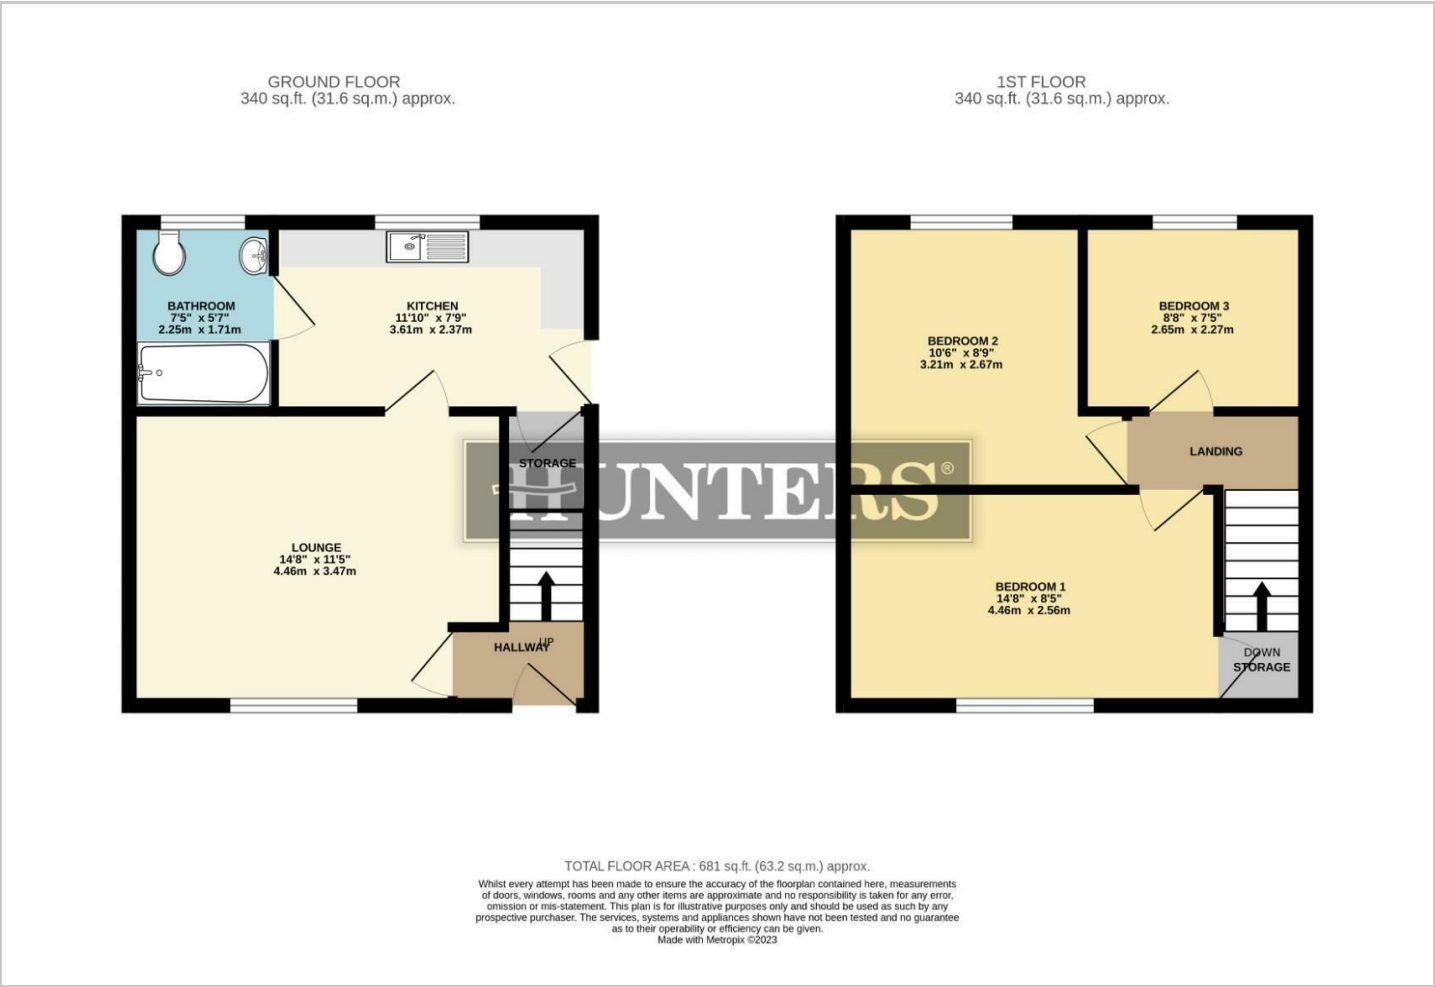 GROUND FLOOR
340 sq.ft. (31.6 sq.m.) approx.
1ST FLOOR
340 sq.ft. (31.6 sq.m.) approx.
BATHROOM
7'5" x 5'7"
2.25m x 1.71m
KITCHEN
11'10" x 7'9"
3.61m x 2.37m
STORAGE
LOUNGE
14'8" x 11'5"
4.46m x 3.47m
UP
HALLWAY
HUNTERS®
BEDROOM 2
10'6" x 8'9"
3.21m x 2.67m
BEDROOM 3
8'8" x 7'5"
2.65m x 2.27m
LANDING
BEDROOM 1
14'8" x 8'5"
4.46m x 2.56m
DOWN
STORAGE
TOTAL FLOOR AREA : 681 sq.ft. (63.2 sq.m.) approx.
Whilst every attempt has been made to ensure the accuracy of the floorplan contained here, measurements
of doors, windows, rooms and any other items are approximate and no responsibility is taken for any error,
omission or mis-statement. This plan is for illustrative purposes only and should be used as such by any
prospective purchaser. The services, systems and appliances shown have not been tested and no guarantee
as to their operability or efficiency can be given.
Made with Metropix ©2023